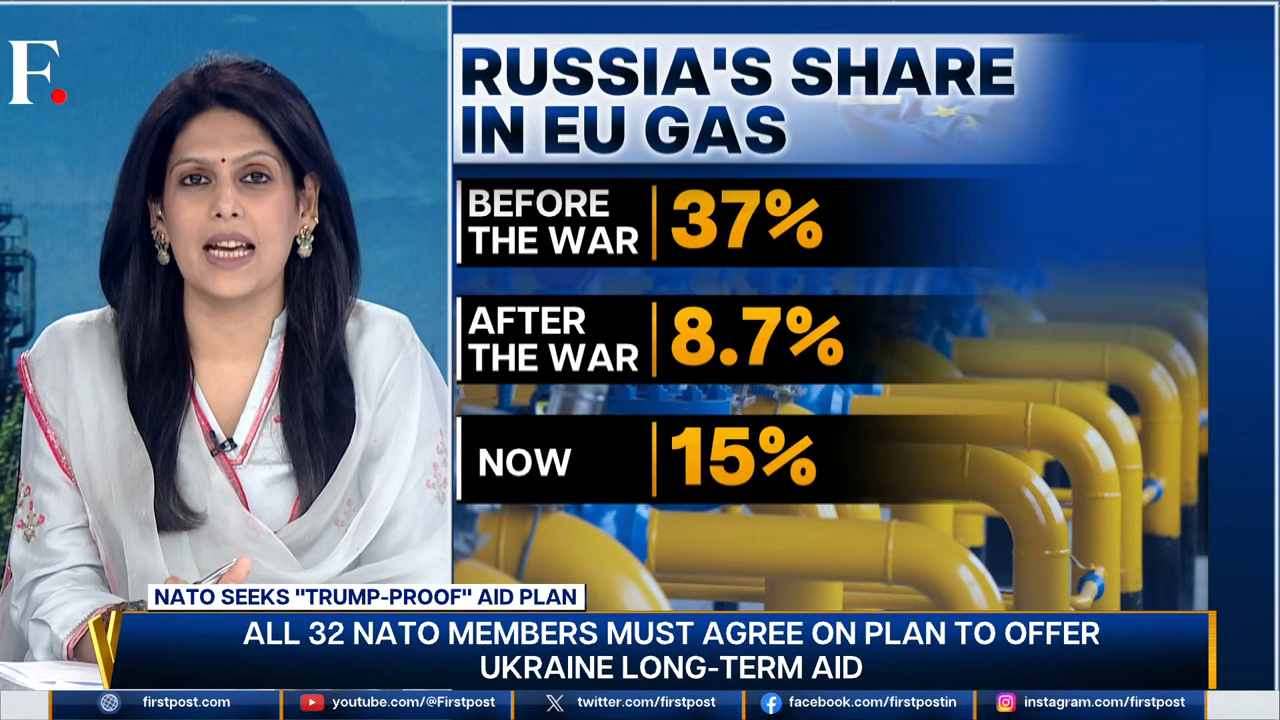 F.
RUSSIA'S SHARE
IN EU GAS
BEFORE
THE WAR
37%
AFTER
THE WAR
8.7%
NOW
15%
NATO SEEKS "TRUMP-PROOF" AID PLAN
ALL 32 NATO MEMBERS MUST AGREE ON PLAN TO OFFER
UKRAINE LONG-TERM AID
firstpost.com
youtube.com/@Firstpost
twitter.com/firstpost
facebook.com/firstpostin
instagram.com/firstpost